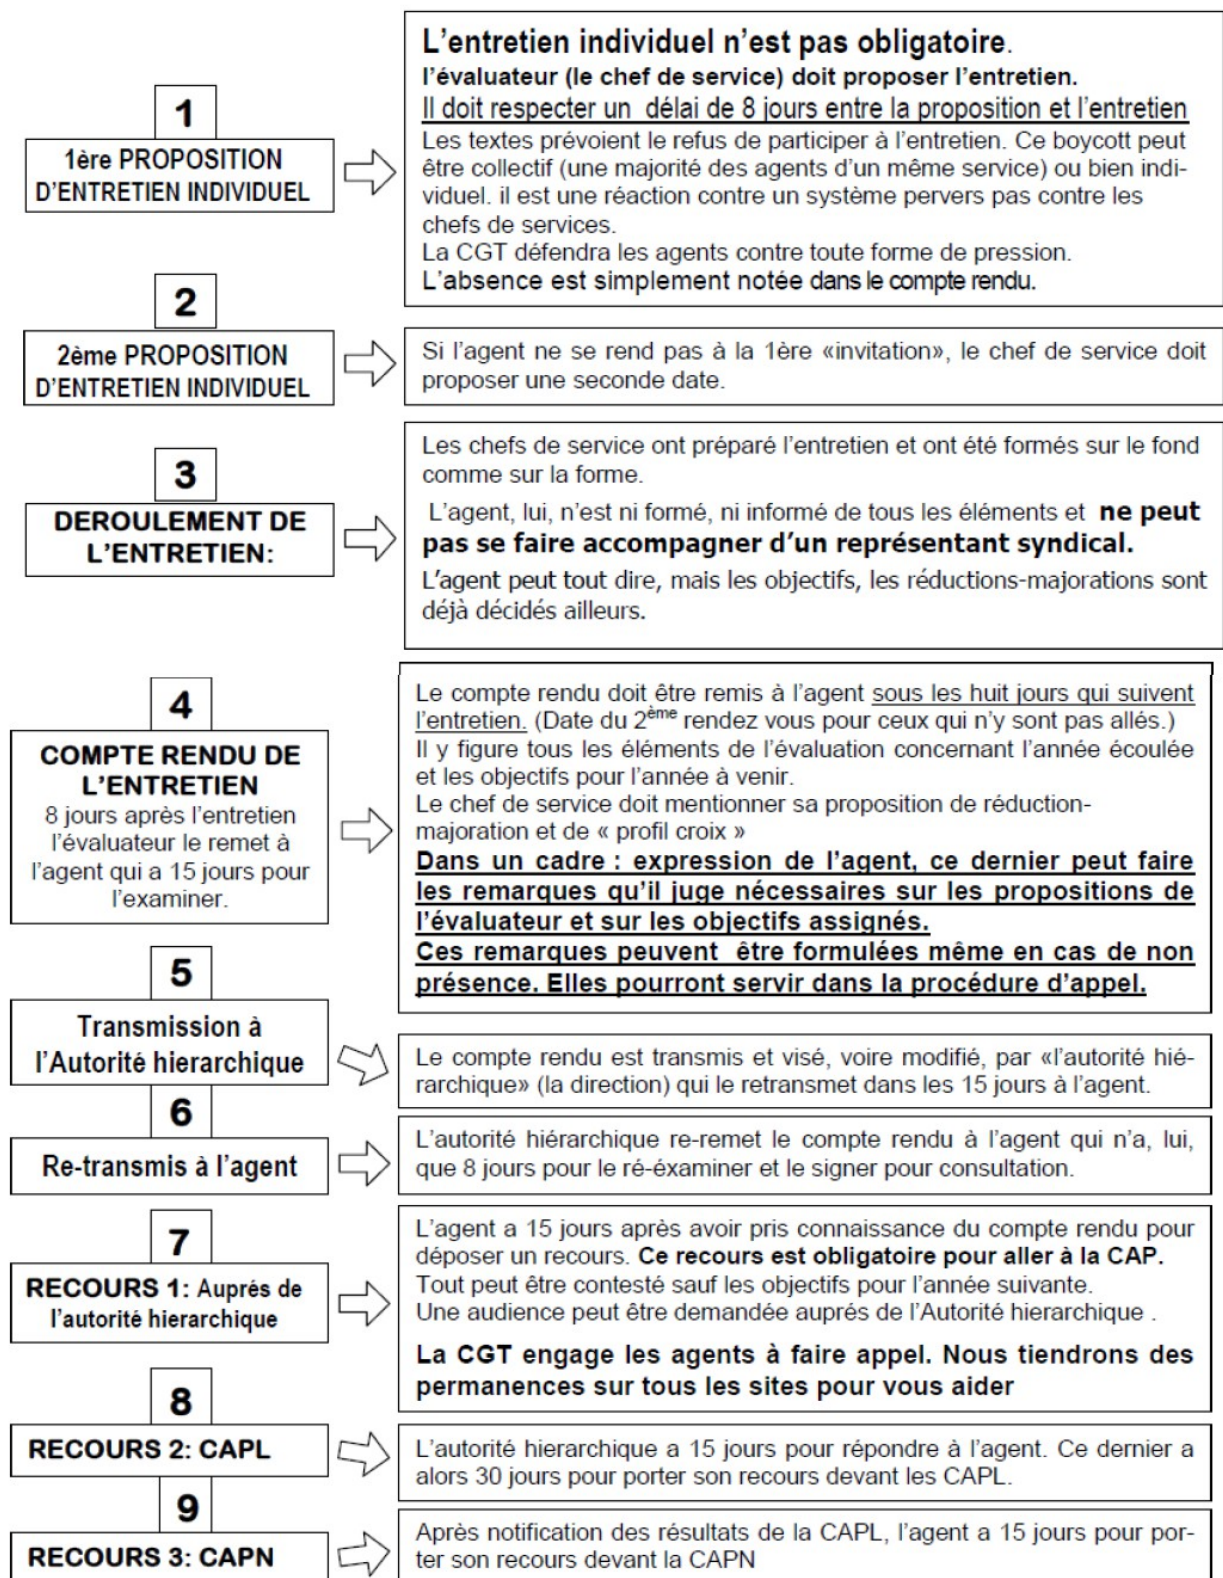 1
1ère PROPOSITION
D'ENTRETIEN INDIVIDUEL
L'entretien individuel n'est pas obligatoire.
l'évaluateur (le chef de service) doit proposer l'entretien.
Il doit respecter un délai de 8 jours entre la proposition et l'entretien
Les textes prévoient le refus de participer à l'entretien. Ce boycott peut
être collectif (une majorité des agents d'un même service) ou bien indi-
viduel. il est une réaction contre un système pervers pas contre les
chefs de services.
La CGT défendra les agents contre toute forme de pression.
L'absence est simplement notée dans le compte rendu.
2
2ème PROPOSITION
D'ENTRETIEN INDIVIDUEL
Si l'agent ne se rend pas à la 1ère «invitation», le chef de service doit
proposer une seconde date.
3
DEROULEMENT DE
L'ENTRETIEN:
Les chefs de service ont préparé l'entretien et ont été formés sur le fond
comme sur la forme.
L'agent, lui, n'est ni formé, ni informé de tous les éléments et ne peut
pas se faire accompagner d'un représentant syndical.
L'agent peut tout dire, mais les objectifs, les réductions-majorations sont
déjà décidés ailleurs.
4
COMPTE RENDU DE
L'ENTRETIEN
8 jours après l'entretien
l'évaluateur le remet à
l'agent qui a 15 jours pour
l'examiner.
Le compte rendu doit être remis à l'agent sous les huit jours qui suivent
l'entretien. (Date du 2ème rendez vous pour ceux qui n'y sont pas allés.)
Il y figure tous les éléments de l'évaluation concernant l'année écoulée
et les objectifs pour l'année à venir.
Le chef de service doit mentionner sa proposition de réduction-
majoration et de « profil croix »
Dans un cadre : expression de l'agent, ce dernier peut faire
les remarques qu'il juge nécessaires sur les propositions de
l'évaluateur et sur les objectifs assignés.
Ces remarques peuvent être formulées même en cas de non
présence. Elles pourront servir dans la procédure d'appel.
5
Transmission à
l'Autorité hierarchique
Le compte rendu est transmis et visé, voire modifié, par «l'autorité hié-
rarchique» (la direction) qui le retransmet dans les 15 jours à l'agent.
6
Re-transmis à l'agent
L'autorité hiérarchique re-remet le compte rendu à l'agent qui n'a, lui,
que 8 jours pour le ré-éxaminer et le signer pour consultation.
7
RECOURS 1: Auprés de
l'autorité hierarchique
L'agent a 15 jours après avoir pris connaissance du compte rendu pour
déposer un recours. Ce recours est obligatoire pour aller à la CAP.
Tout peut être contesté sauf les objectifs pour l'année suivante.
Une audience peut être demandée auprés de l'Autorité hierarchique .
La CGT engage les agents à faire appel. Nous tiendrons des
permanences sur tous les sites pour vous aider
8
RECOURS 2: CAPL
L'autorité hierarchique a 15 jours pour répondre à l'agent. Ce dernier a
alors 30 jours pour porter son recours devant les CAPL.
9
RECOURS 3: CAPN
Après notification des résultats de la CAPL, l'agent a 15 jours pour por-
ter son recours devant la CAPN